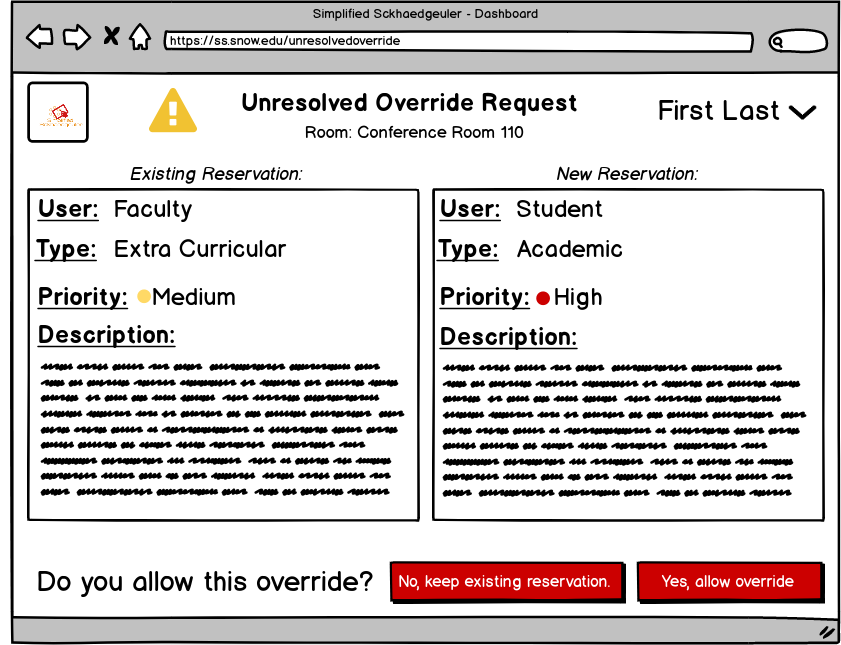 Simplified Sckhaedgeuler - Dashboard
https://ss.snow.edu/unresolvedoverride
Unresolved Override Request
First Last
Room: Conference Room 110
Existing Reservation:
New Reservation:
User: Faculty
Type: Extra Curricular
Priority: Medium
Description:
User: Student
Type: Academic
Priority: High
Description:
Do you allow this override?
No, keep existing reservation.
Yes, allow override